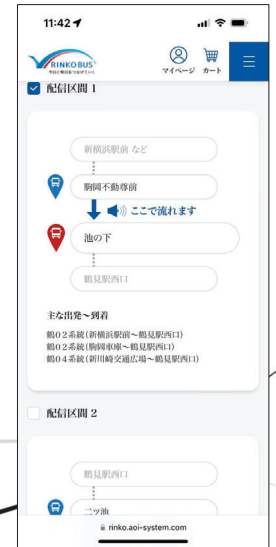 11:42
RINKO BUS
今日と明日をつなげていく
マイページ カート
配信区間 1
新横浜駅前 など
駒岡不動尊前
ここで流れます
池の下
鶴見駅西口
主な出発〜到着
鶴02系統(新横浜駅前〜鶴見駅西口)
鶴02系統(駒岡車庫〜鶴見駅西口)
鶴04系統(新川崎交通広場〜鶴見駅西口)
配信区間 2
鶴見駅西口
二ツ池
rinko.aoi-system.com